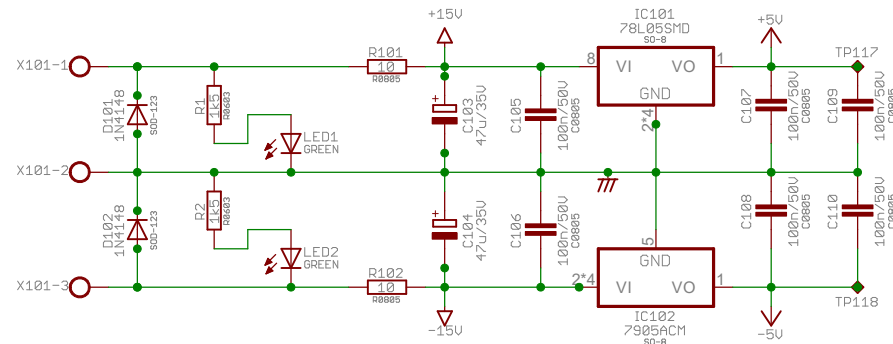 +15V
IC101
78L05SMD
SO-8
+5V
TP117
X101-1
R101
10
R0805
8
VI
VO
1
GND
2*4
D101
1N4148
SOD-123
R1
1k5
R0603
LED1
GREEN
C103
47u/35V
+
C105
100n/50V
C0805
C107
100n/50V
C0805
C109
100n/50V
C0805
X101-2
D102
1N4148
SOD-123
R2
1k5
R0603
LED2
GREEN
C104
47u/35V
+
C106
100n/50V
C0805
C108
100n/50V
C0805
C110
100n/50V
C0805
5
GND
X101-3
R102
10
R0805
2*4
VI
VO
1
TP118
-15V
IC102
7905ACM
SO-8
-5V